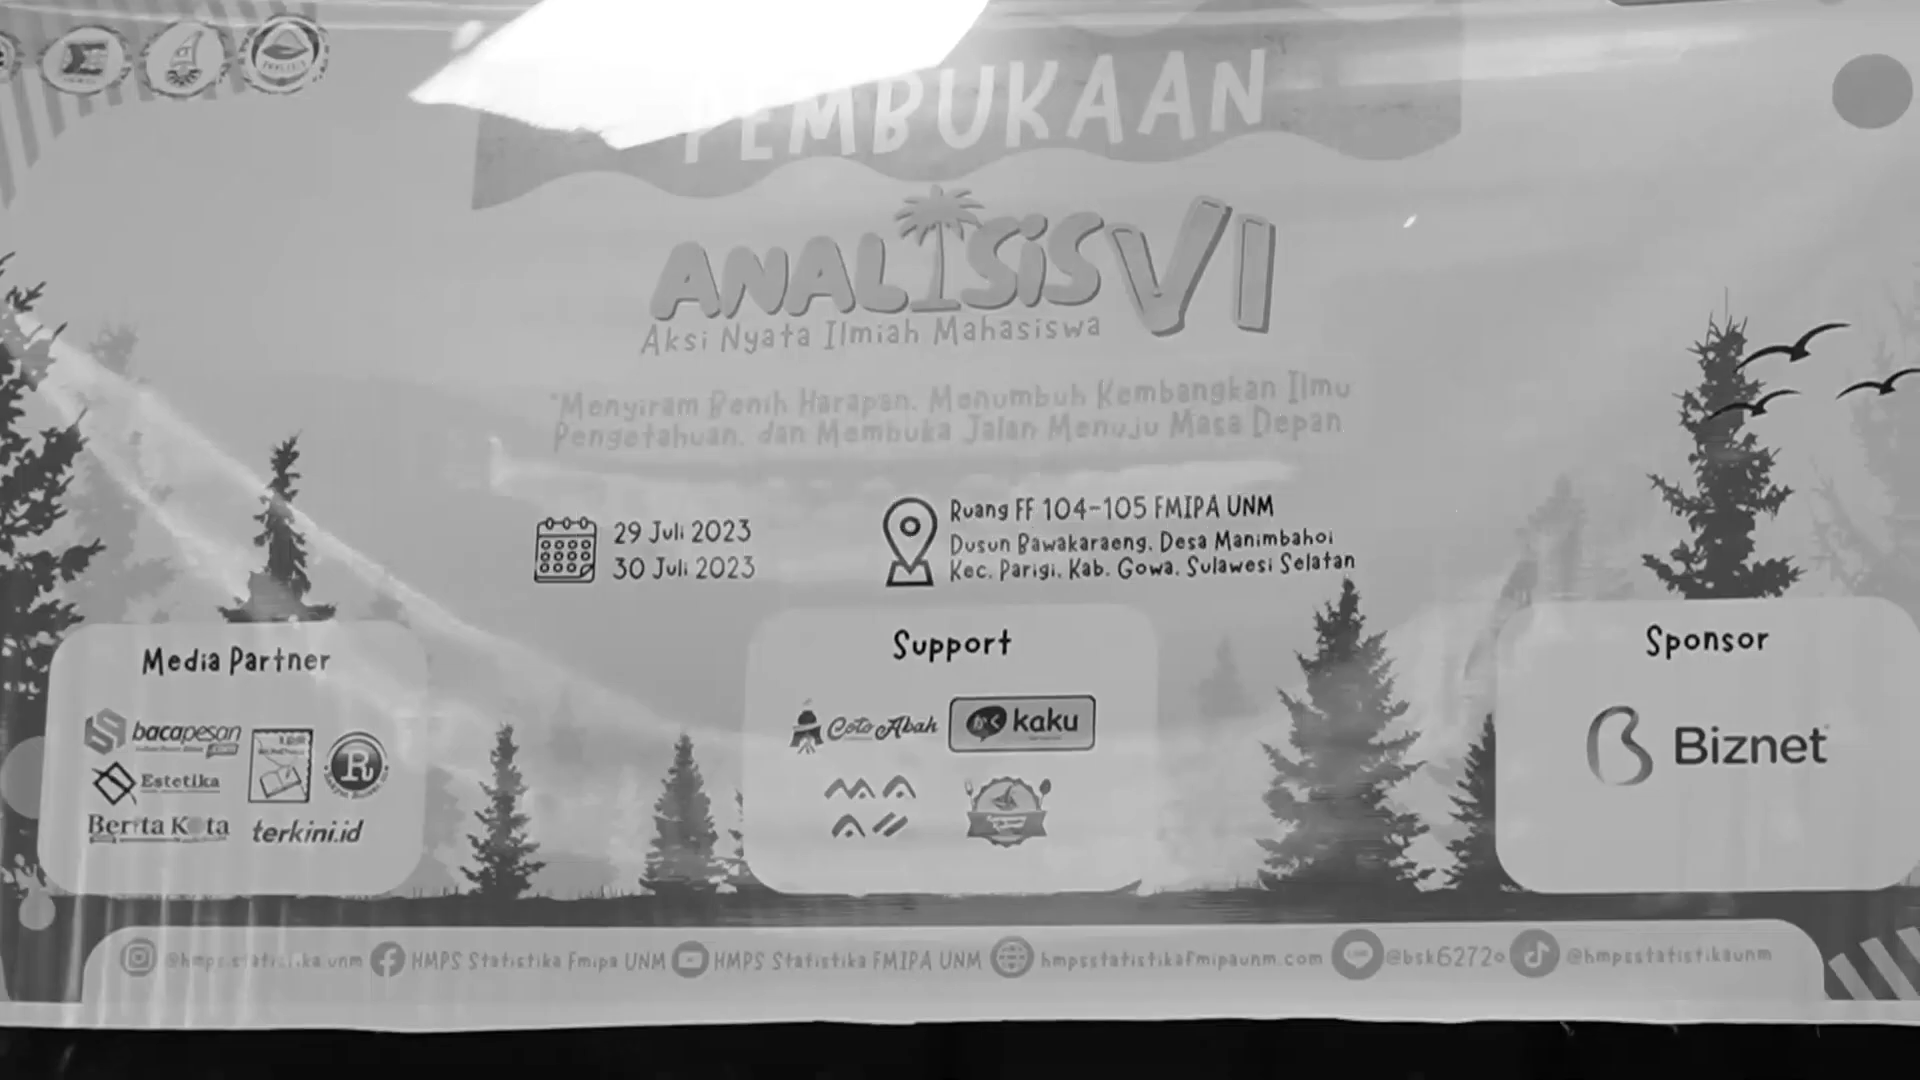 PEMBUKAAN
ANALISIS VI
Aksi Nyata Ilmiah Mahasiswa
"Menyiram Benih Harapan, Menumbuh Kembangkan Ilmu
Pengetahuan, dan Membuka Jalan Menuju Masa Depan
29 Juli 2023
30 Juli 2023
Ruang FF 104-105 FMIPA UNM
Dusun Bawakaraeng, Desa Manimbahoi
Kec. Parigi, Kab. Gowa, Sulawesi Selatan
Media Partner
bacapesan
.com
Estetika
R
Berita Kota
terkini.id
Support
Coto Abah
kaku
Sponsor
Biznet
@hmpsstatistika.unm
HMPS Statistika Fmipa UNM
HMPS Statistika FMIPA UNM
hmpsstatistikafmipaunm.com
@bsk6272o
@hmpsstatistikaunm